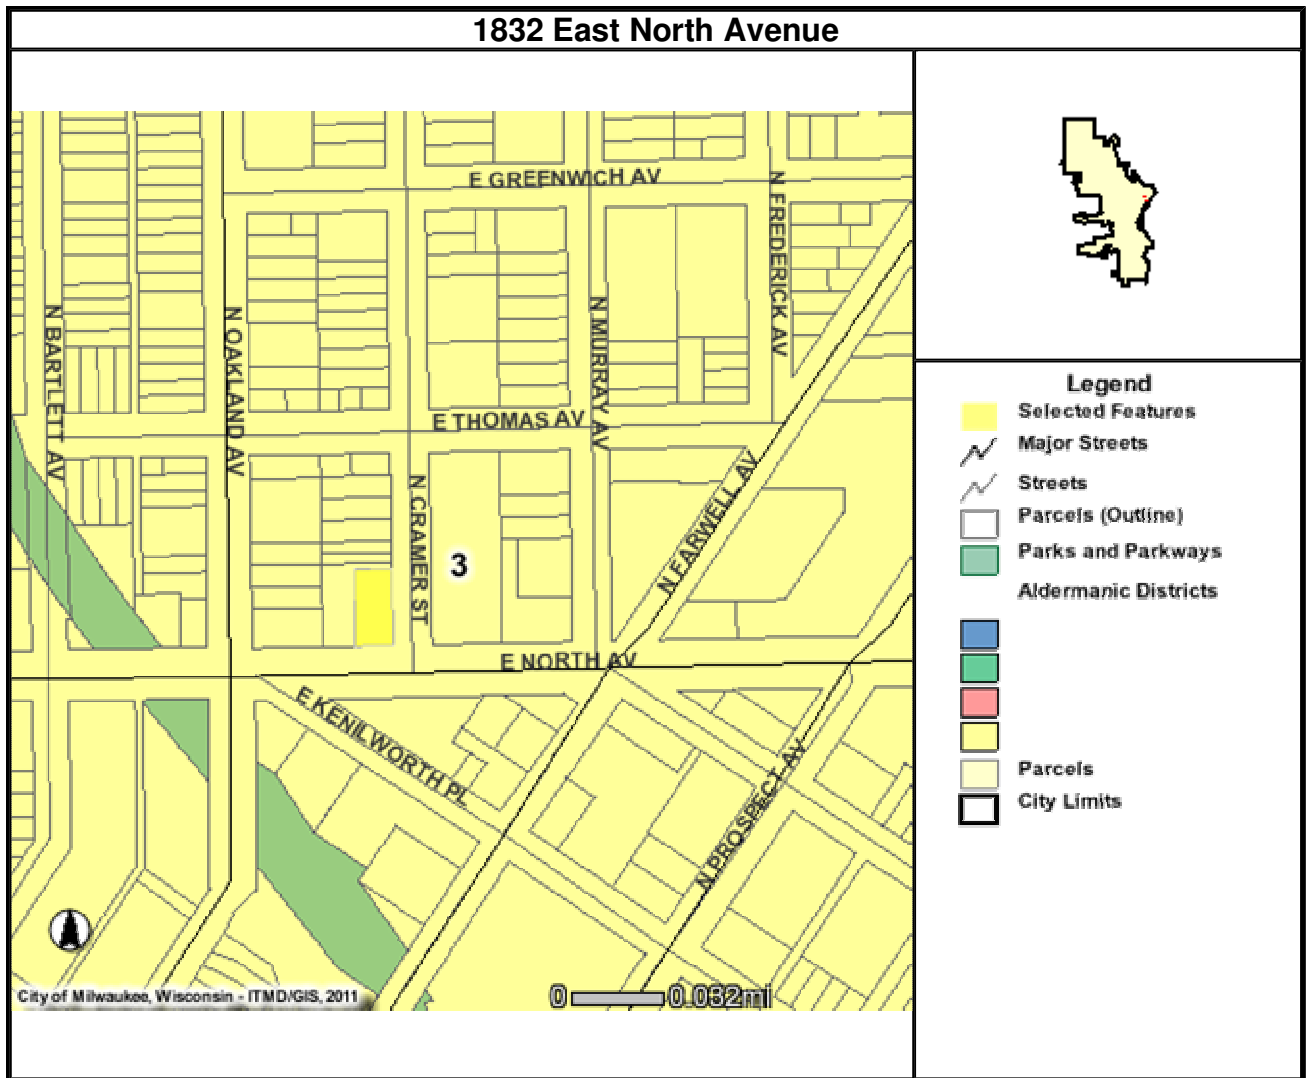 1832 East North Avenue
E GREENWICH AV
N FREDERICK AV
N BARTLETT AV
N OAKLAND AV
N MURRAY AV
E THOMAS AV
N CRAMER ST
3
N FARWELL AV
E NORTH AV
E KENILWORTH PL
N PROSPECT AV
City of Milwaukee, Wisconsin - ITMD/GIS, 2011
0 0.032mi
Legend
Selected Features
Major Streets
Streets
Parcels (Outline)
Parks and Parkways
Aldermanic Districts
Parcels
City Limits